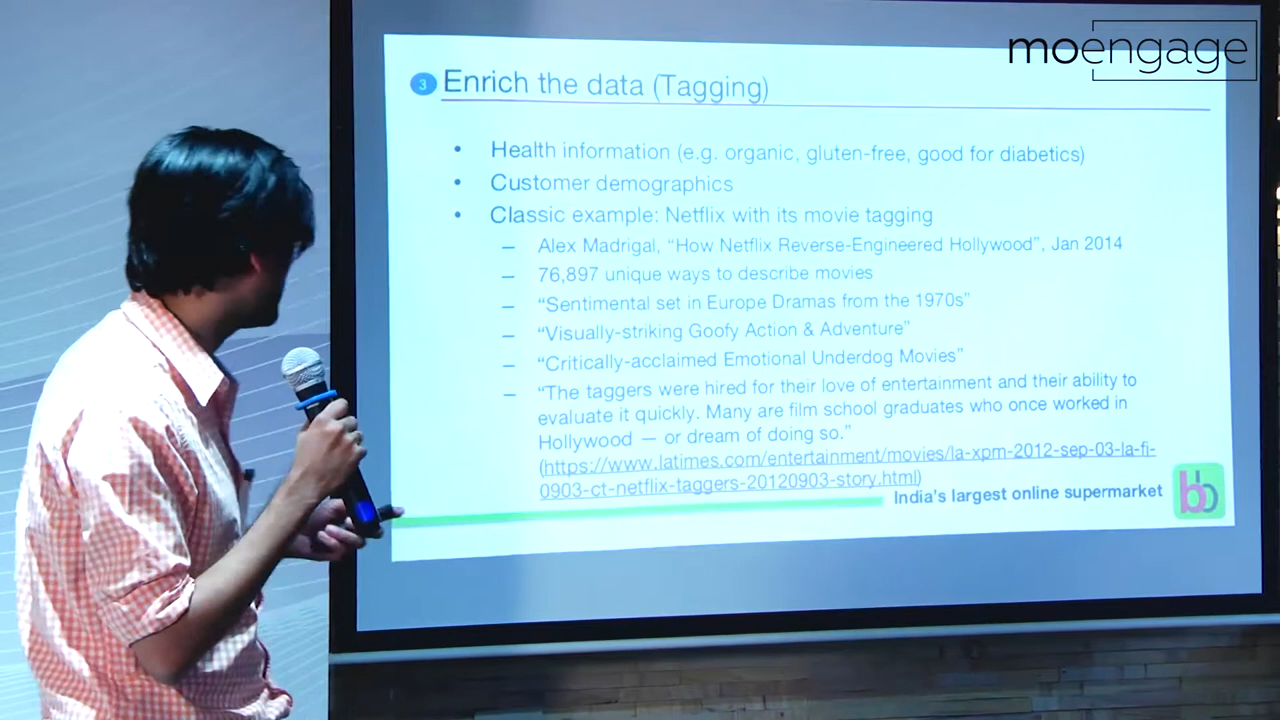 moengage
3 Enrich the data (Tagging)
• Health information (e.g. organic, gluten-free, good for diabetics)
• Customer demographics
• Classic example: Netflix with its movie tagging
– Alex Madrigal, “How Netflix Reverse-Engineered Hollywood”, Jan 2014
– 76,897 unique ways to describe movies
– “Sentimental set in Europe Dramas from the 1970s”
– “Visually-striking Goofy Action & Adventure”
– “Critically-acclaimed Emotional Underdog Movies”
– “The taggers were hired for their love of entertainment and their ability to
evaluate it quickly. Many are film school graduates who once worked in
Hollywood — or dream of doing so.”
(https://www.latimes.com/entertainment/movies/la-xpm-2012-sep-03-la-fi-
0903-ct-netflix-taggers-20120903-story.html)
India's largest online supermarket
bb